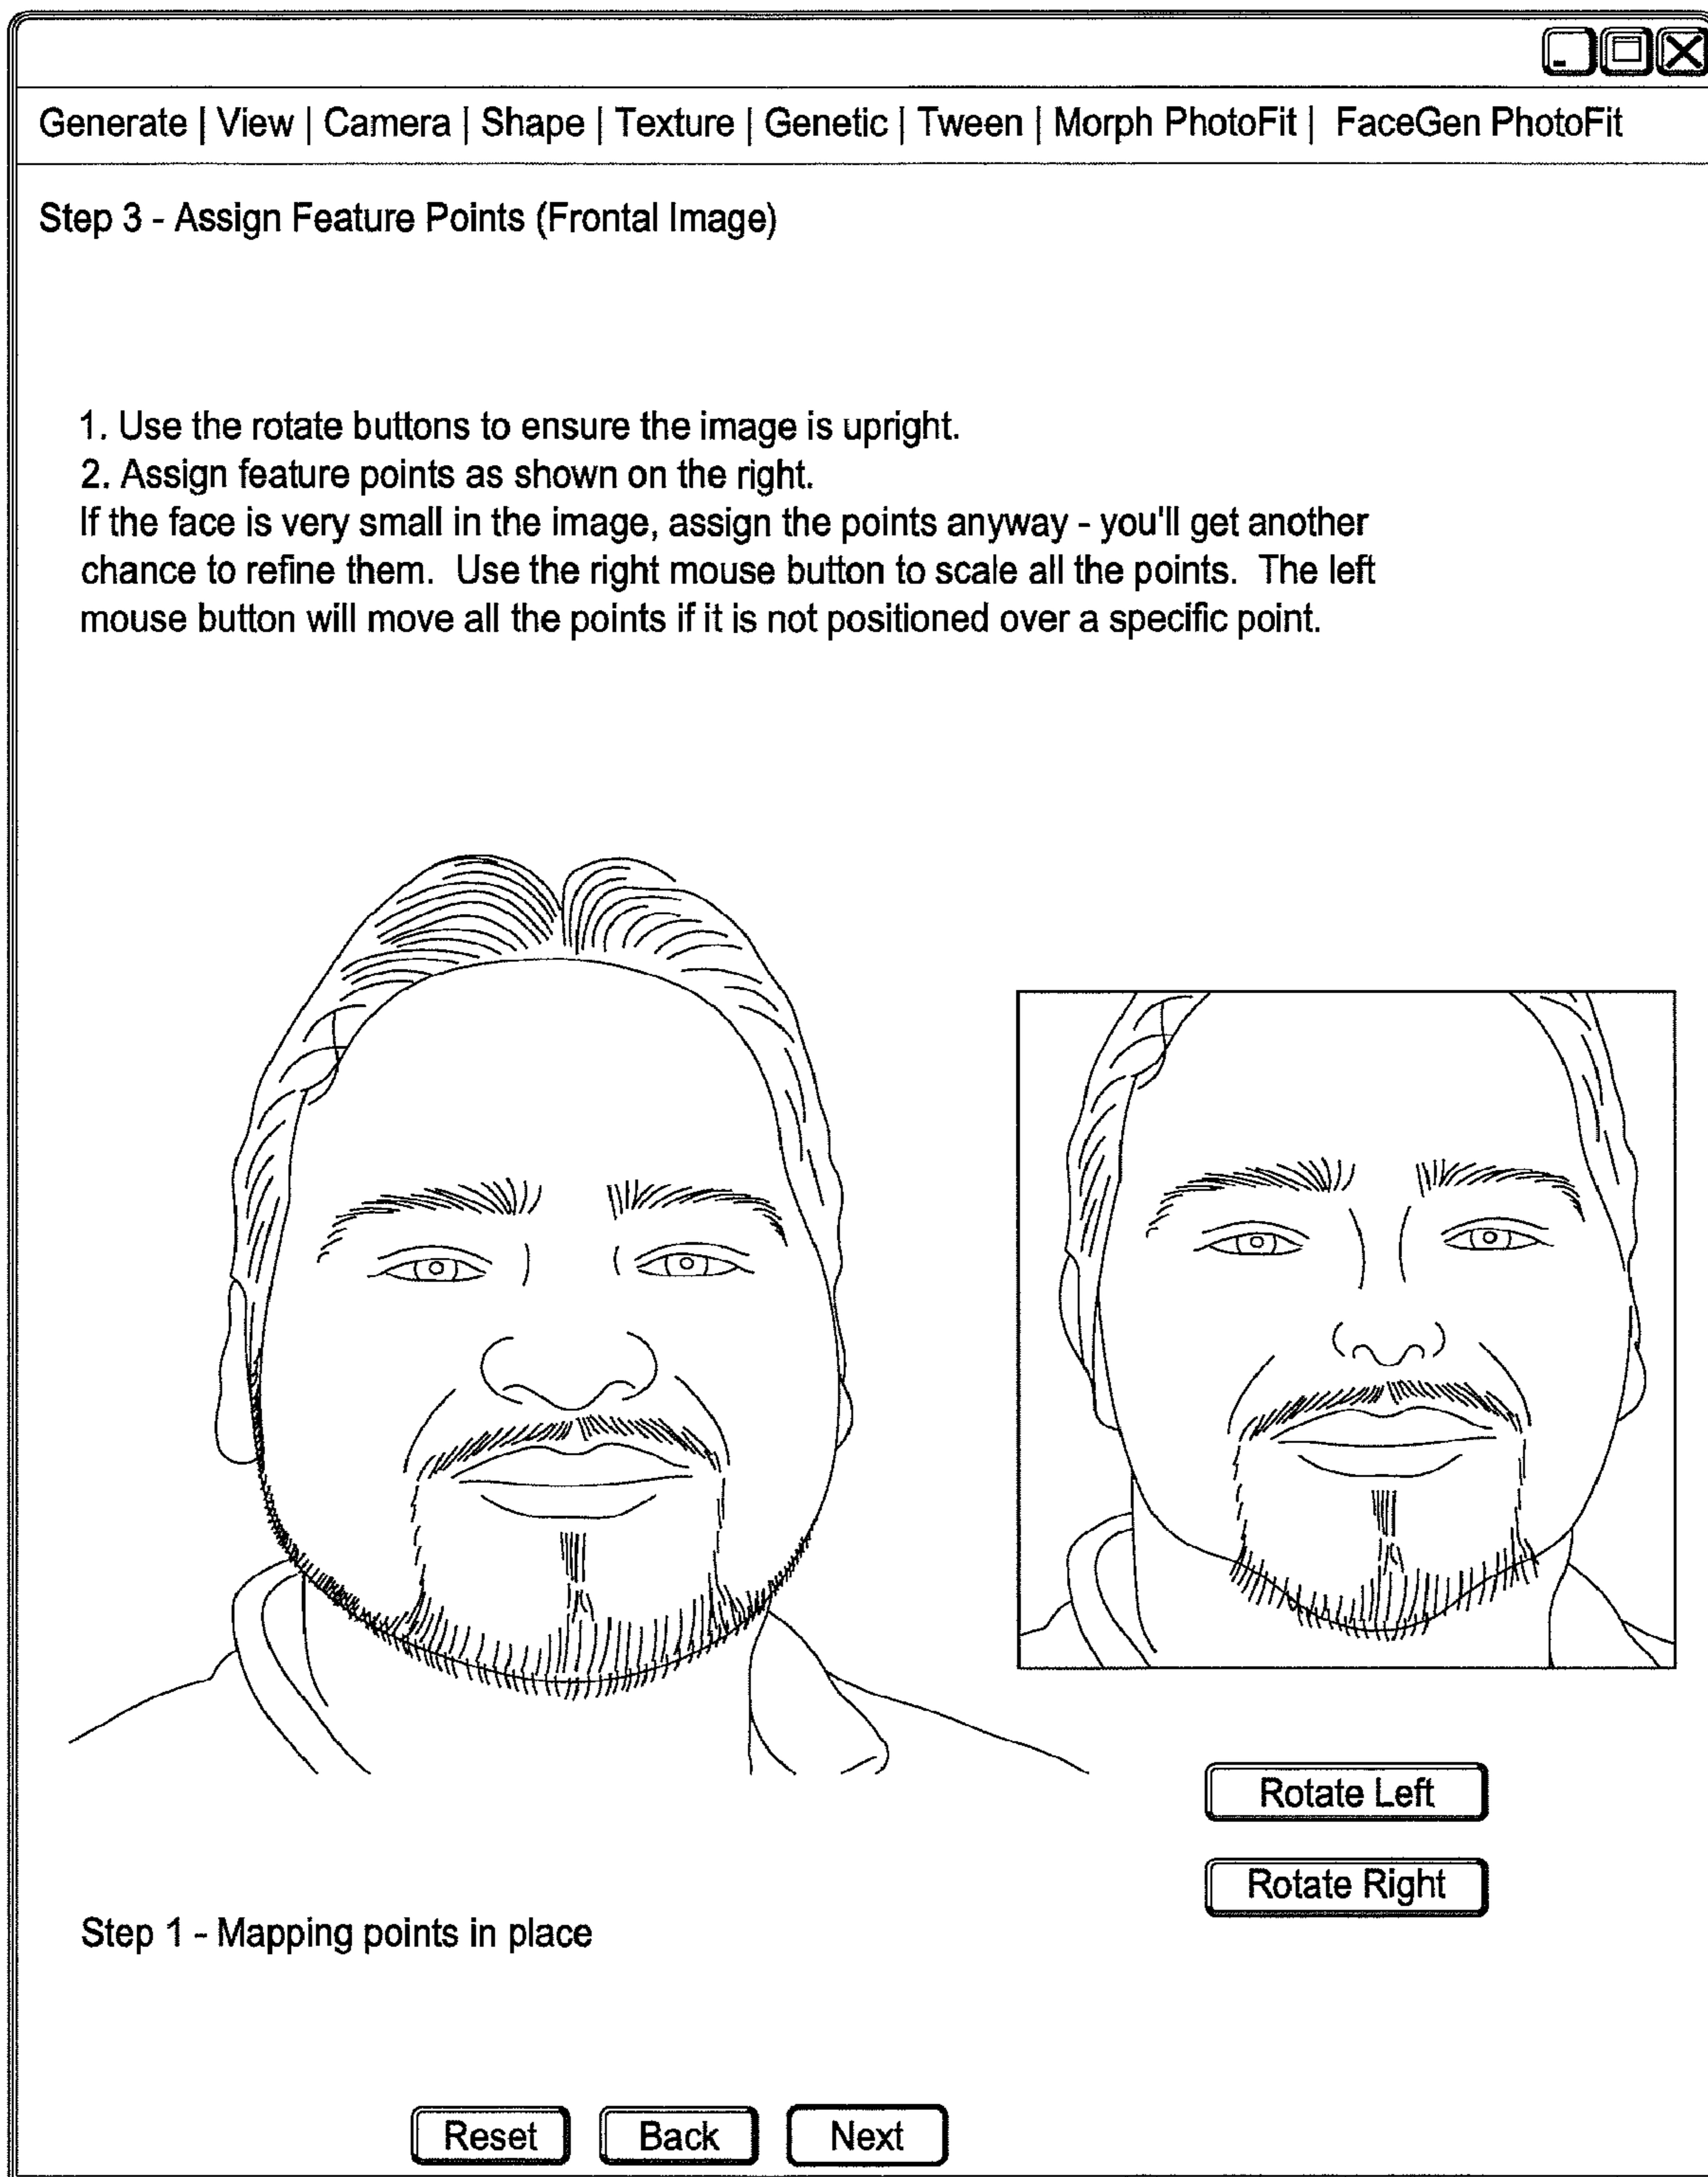 Generate | View | Camera | Shape | Texture | Genetic | Tween | Morph PhotoFit | FaceGen PhotoFit
Step 3 - Assign Feature Points (Frontal Image)
1. Use the rotate buttons to ensure the image is upright.
2. Assign feature points as shown on the right.
If the face is very small in the image, assign the points anyway - you'll get another
chance to refine them. Use the right mouse button to scale all the points. The left
mouse button will move all the points if it is not positioned over a specific point.
Rotate Left
Rotate Right
Step 1 - Mapping points in place
Reset
Back
Next